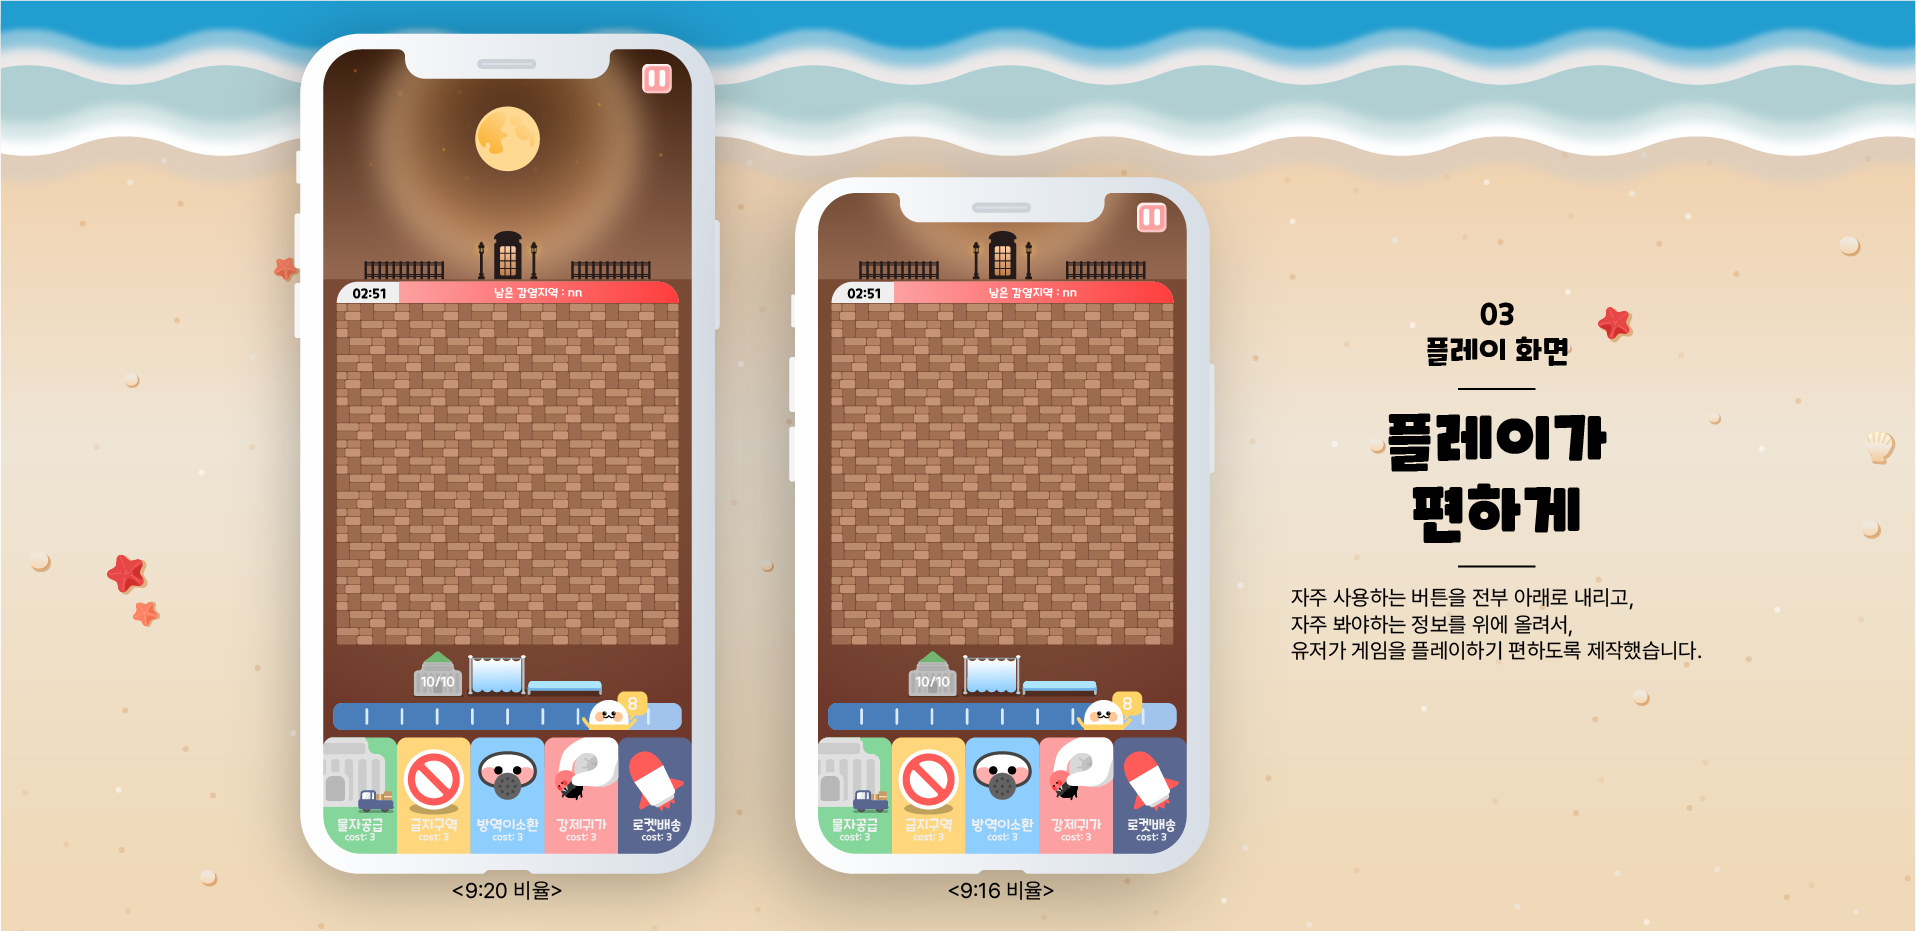 02:51 남은 감염지역 : nn
10/10
8
물자공급 금지구역 방역이소환 강제귀가 로켓배송
cost: 3 cost: 3 cost: 3 cost: 3 cost: 3
<9:20 비율>
02:51 남은 감염지역 : nn
10/10
8
물자공급 금지구역 방역이소환 강제귀가 로켓배송
cost: 3 cost: 3 cost: 3 cost: 3 cost: 3
<9:16 비율>
03
플레이 화면
플레이가
편하게
자주 사용하는 버튼을 전부 아래로 내리고,
자주 봐야하는 정보를 위에 올려서,
유저가 게임을 플레이하기 편하도록 제작했습니다.